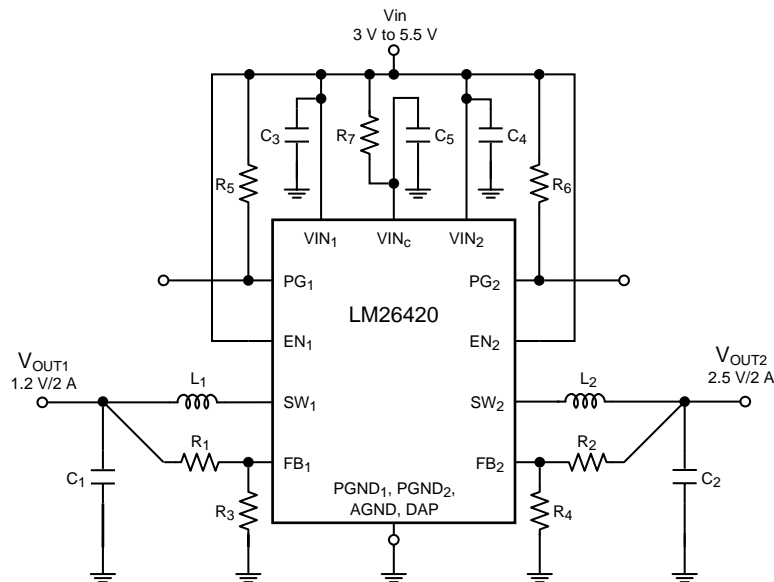 Vin
3 V to 5.5 V
C3
R7
C5
C4
R5
R6
VIN1
VINc
VIN2
PG1
PG2
LM26420
EN1
EN2
VOUT1
1.2 V/2 A
L1
SW1
SW2
L2
VOUT2
2.5 V/2 A
R1
FB1
FB2
R2
C1
R3
PGND1, PGND2,
AGND, DAP
R4
C2